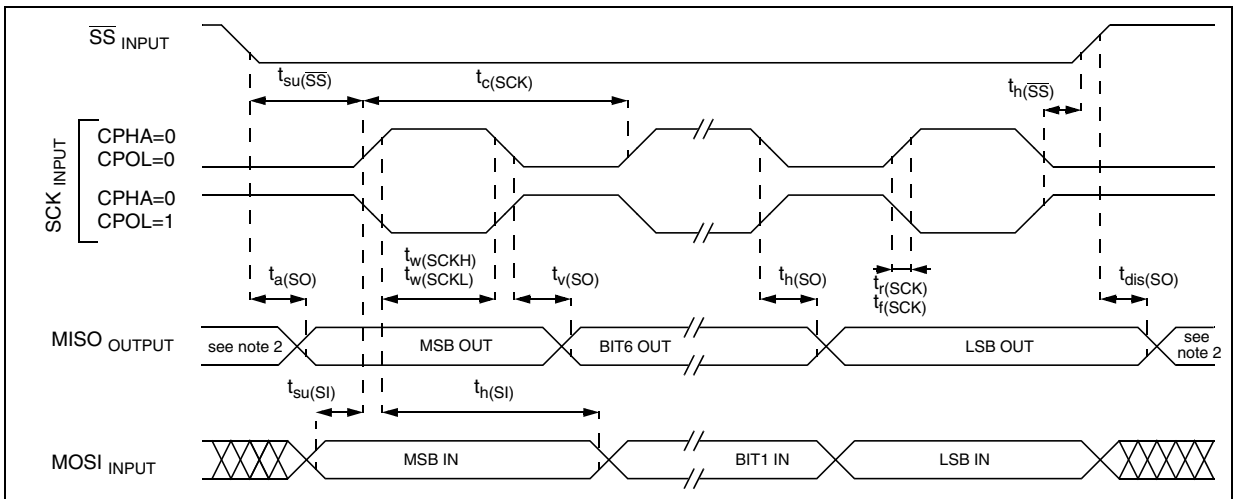 SS INPUT
tsu(SS)
tc(SCK)
th(SS)
SCK INPUT
CPHA=0
CPOL=0
CPHA=0
CPOL=1
ta(SO)
tw(SCKH)
tw(SCKL)
tv(SO)
th(SO)
tr(SCK)
tf(SCK)
tdis(SO)
MISO OUTPUT
see note 2
MSB OUT
BIT6 OUT
LSB OUT
see
note 2
tsu(SI)
th(SI)
MOSI INPUT
MSB IN
BIT1 IN
LSB IN